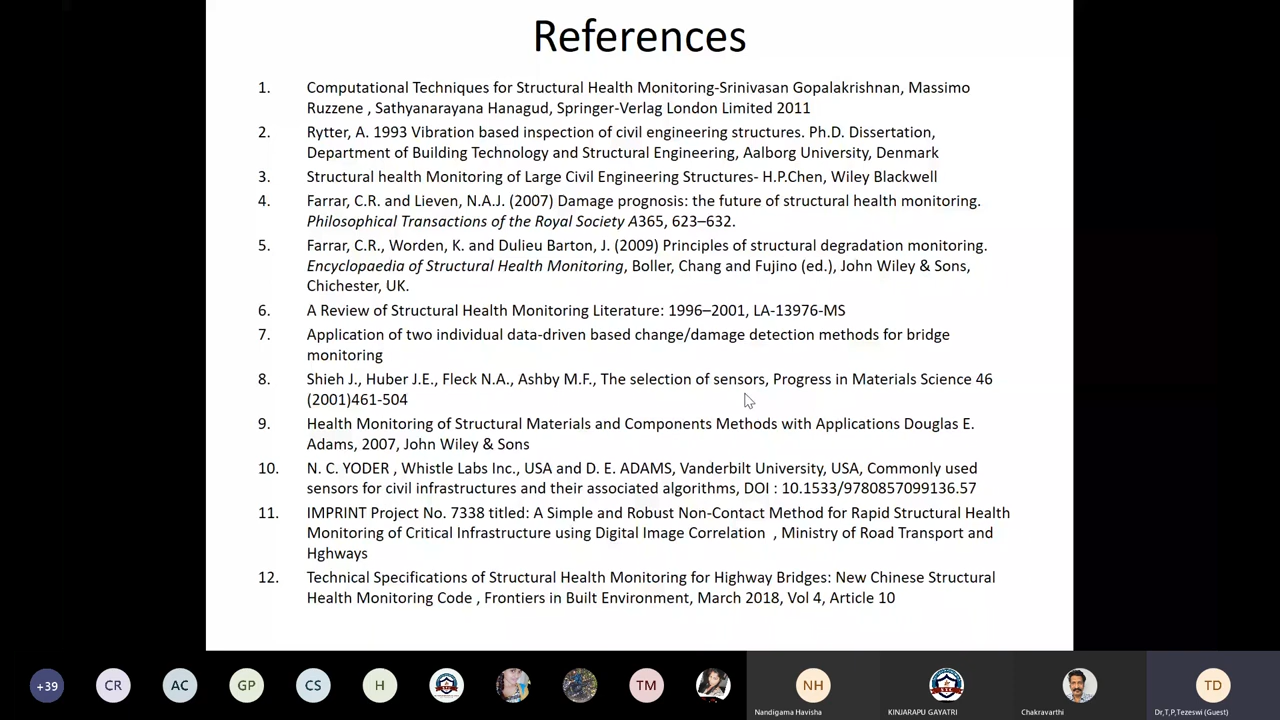 References
1. Computational Techniques for Structural Health Monitoring-Srinivasan Gopalakrishnan, Massimo
Ruzzene , Sathyanarayana Hanagud, Springer-Verlag London Limited 2011
2. Rytter, A. 1993 Vibration based inspection of civil engineering structures. Ph.D. Dissertation,
Department of Building Technology and Structural Engineering, Aalborg University, Denmark
3. Structural health Monitoring of Large Civil Engineering Structures- H.P.Chen, Wiley Blackwell
4. Farrar, C.R. and Lieven, N.A.J. (2007) Damage prognosis: the future of structural health monitoring.
Philosophical Transactions of the Royal Society A365, 623–632.
5. Farrar, C.R., Worden, K. and Dulieu Barton, J. (2009) Principles of structural degradation monitoring.
Encyclopaedia of Structural Health Monitoring, Boller, Chang and Fujino (ed.), John Wiley & Sons,
Chichester, UK.
6. A Review of Structural Health Monitoring Literature: 1996–2001, LA-13976-MS
7. Application of two individual data-driven based change/damage detection methods for bridge
monitoring
8. Shieh J., Huber J.E., Fleck N.A., Ashby M.F., The selection of sensors, Progress in Materials Science 46
(2001)461-504
9. Health Monitoring of Structural Materials and Components Methods with Applications Douglas E.
Adams, 2007, John Wiley & Sons
10. N. C. YODER , Whistle Labs Inc., USA and D. E. ADAMS, Vanderbilt University, USA, Commonly used
sensors for civil infrastructures and their associated algorithms, DOI : 10.1533/9780857099136.57
11. IMPRINT Project No. 7338 titled: A Simple and Robust Non-Contact Method for Rapid Structural Health
Monitoring of Critical Infrastructure using Digital Image Correlation , Ministry of Road Transport and
Hghways
12. Technical Specifications of Structural Health Monitoring for Highway Bridges: New Chinese Structural
Health Monitoring Code , Frontiers in Built Environment, March 2018, Vol 4, Article 10
+39 CR AC GP CS H TM NH TD
Nandigama Havisha KINJARAPU GAYATRI Chakravarthi Dr,T,P,Tezeswi (Guest)